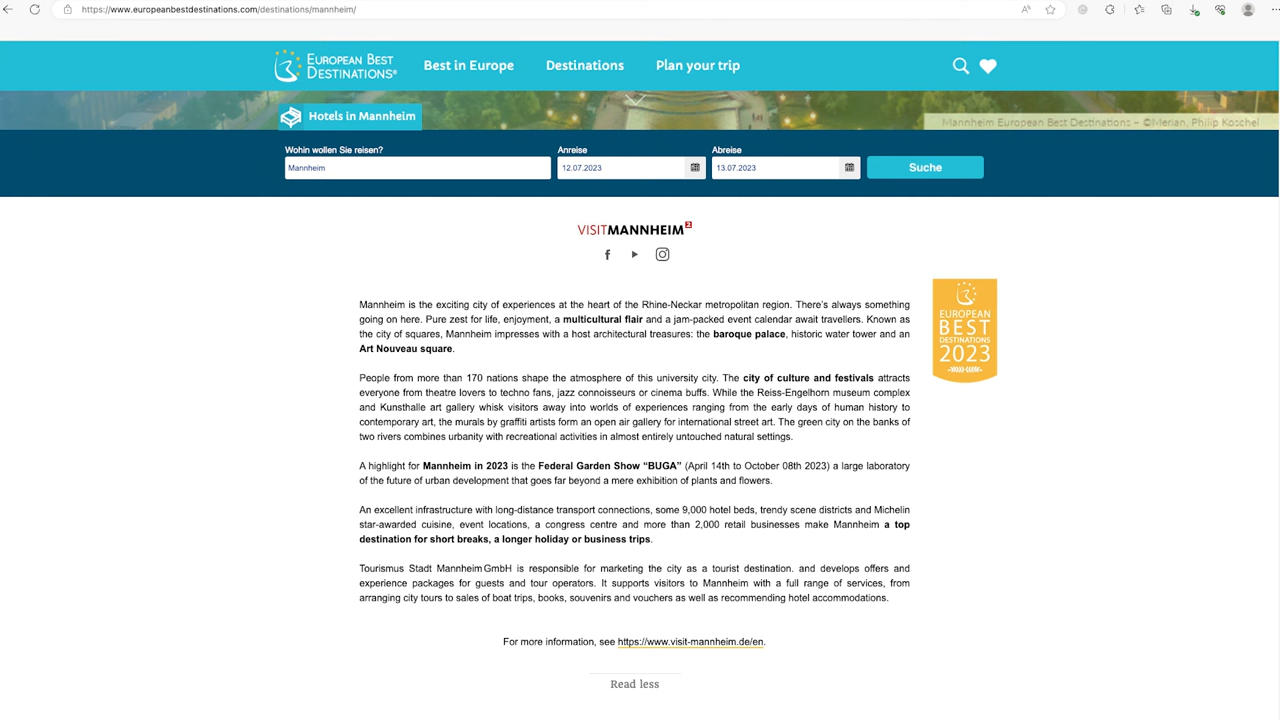 https://www.europeanbestdestinations.com/destinations/mannheim/
EUROPEAN BEST
DESTINATIONS®
Best in Europe
Destinations
Plan your trip
Hotels in Mannheim
Mannheim European Best Destinations – ©Merian, Philip Koschel
Wohin wollen Sie reisen?
Anreise
Abreise
Mannheim
12.07.2023
13.07.2023
Suche
VISITMANNHEIM²
Mannheim is the exciting city of experiences at the heart of the Rhine-Neckar metropolitan region. There's always something
going on here. Pure zest for life, enjoyment, a multicultural flair and a jam-packed event calendar await travellers. Known as
the city of squares, Mannheim impresses with a host architectural treasures: the baroque palace, historic water tower and an
Art Nouveau square.
EUROPEAN
BEST
DESTINATIONS
2023
People from more than 170 nations shape the atmosphere of this university city. The city of culture and festivals attracts
everyone from theatre lovers to techno fans, jazz connoisseurs or cinema buffs. While the Reiss-Engelhorn museum complex
and Kunsthalle art gallery whisk visitors away into worlds of experiences ranging from the early days of human history to
contemporary art, the murals by graffiti artists form an open air gallery for international street art. The green city on the banks of
two rivers combines urbanity with recreational activities in almost entirely untouched natural settings.
A highlight for Mannheim in 2023 is the Federal Garden Show “BUGA” (April 14th to October 08th 2023) a large laboratory
of the future of urban development that goes far beyond a mere exhibition of plants and flowers.
An excellent infrastructure with long-distance transport connections, some 9,000 hotel beds, trendy scene districts and Michelin
star-awarded cuisine, event locations, a congress centre and more than 2,000 retail businesses make Mannheim a top
destination for short breaks, a longer holiday or business trips.
Tourismus Stadt Mannheim GmbH is responsible for marketing the city as a tourist destination. and develops offers and
experience packages for guests and tour operators. It supports visitors to Mannheim with a full range of services, from
arranging city tours to sales of boat trips, books, souvenirs and vouchers as well as recommending hotel accommodations.
For more information, see https://www.visit-mannheim.de/en.
Read less